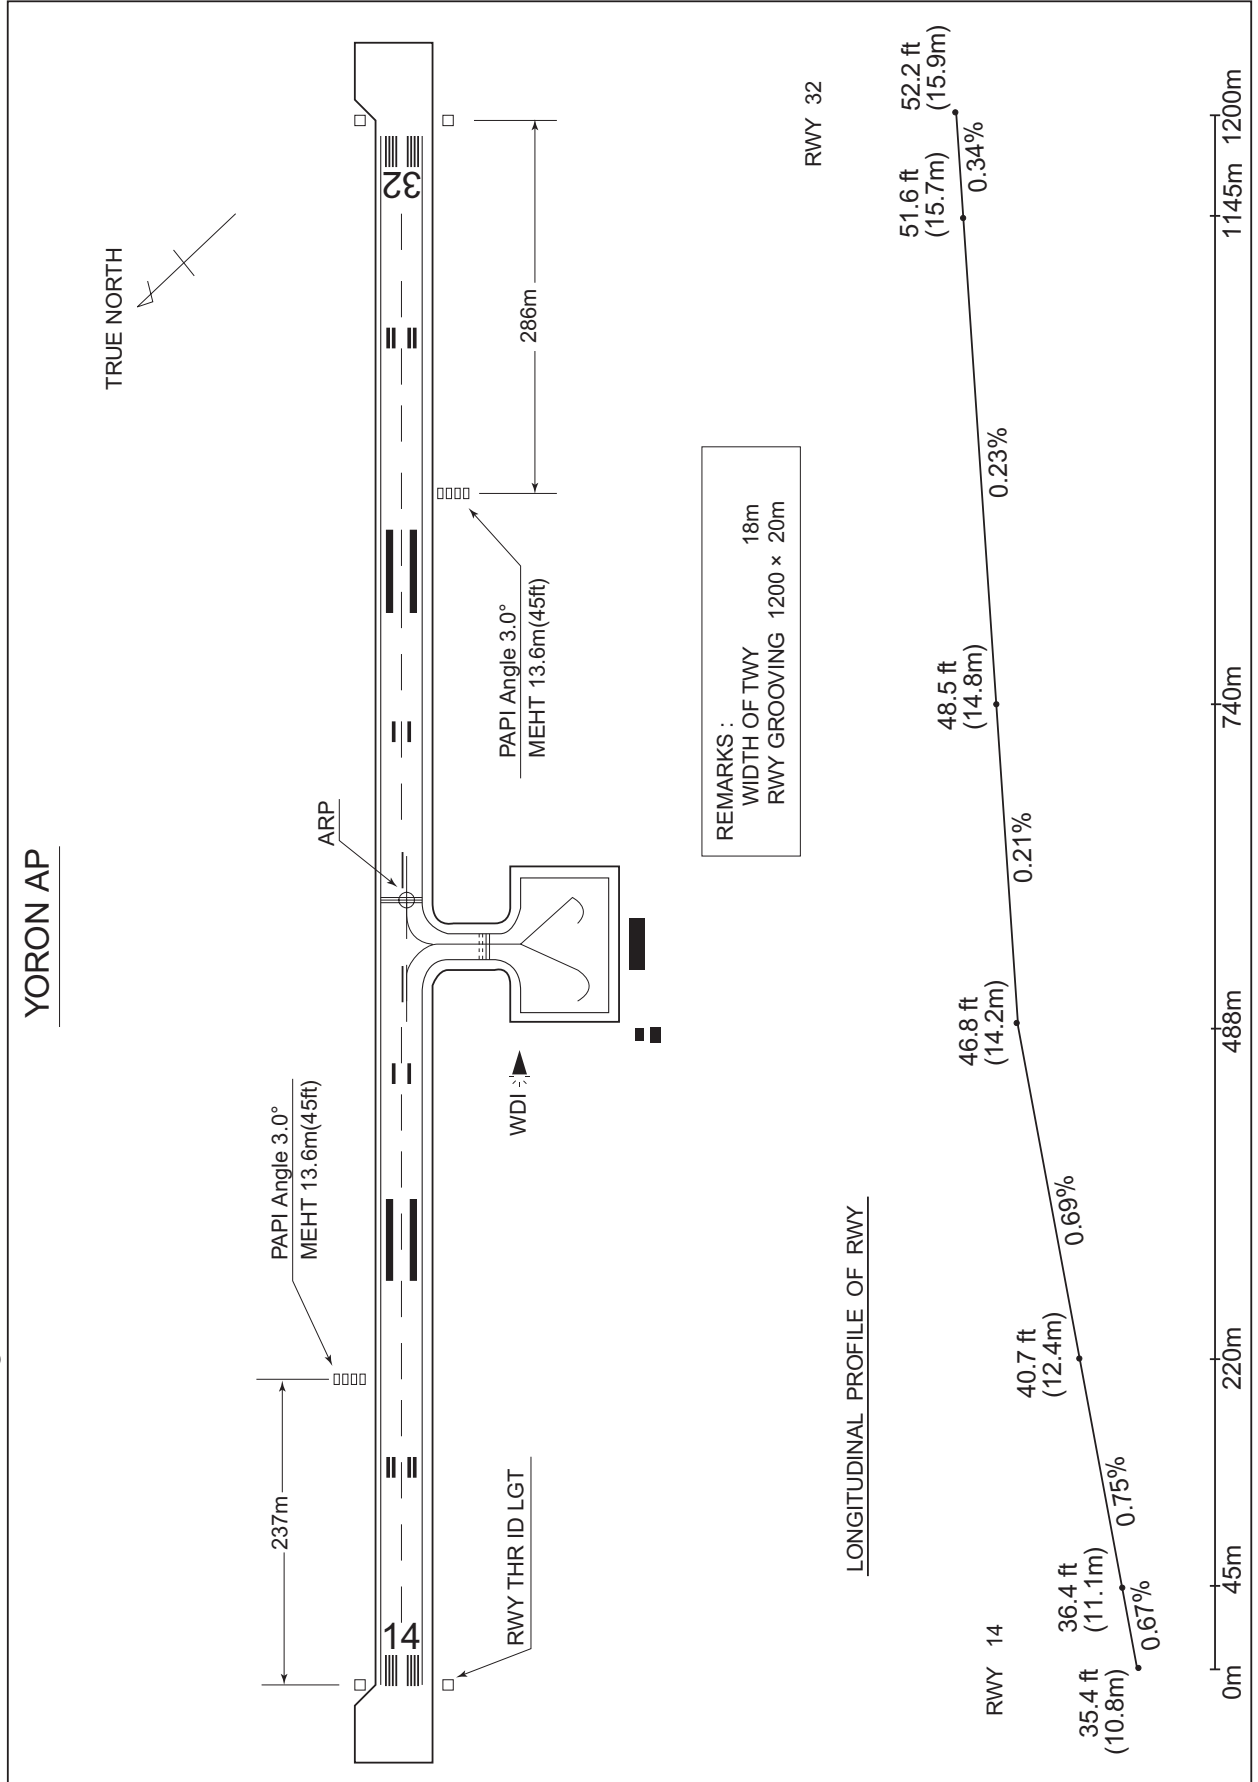 YORON AP
TRUE NORTH
237m
PAPI Angle 3.0°
MEHT 13.6m(45ft)
ARP
14
32
RWY THR ID LGT
WDI
PAPI Angle 3.0°
MEHT 13.6m(45ft)
286m
REMARKS :
WIDTH OF TWY 18m
RWY GROOVING 1200 × 20m
LONGITUDINAL PROFILE OF RWY
RWY 14
RWY 32
35.4 ft
(10.8m)
36.4 ft
(11.1m)
40.7 ft
(12.4m)
46.8 ft
(14.2m)
48.5 ft
(14.8m)
51.6 ft
(15.7m)
52.2 ft
(15.9m)
0.67%
0.75%
0.69%
0.21%
0.23%
0.34%
0m
45m
220m
488m
740m
1145m
1200m